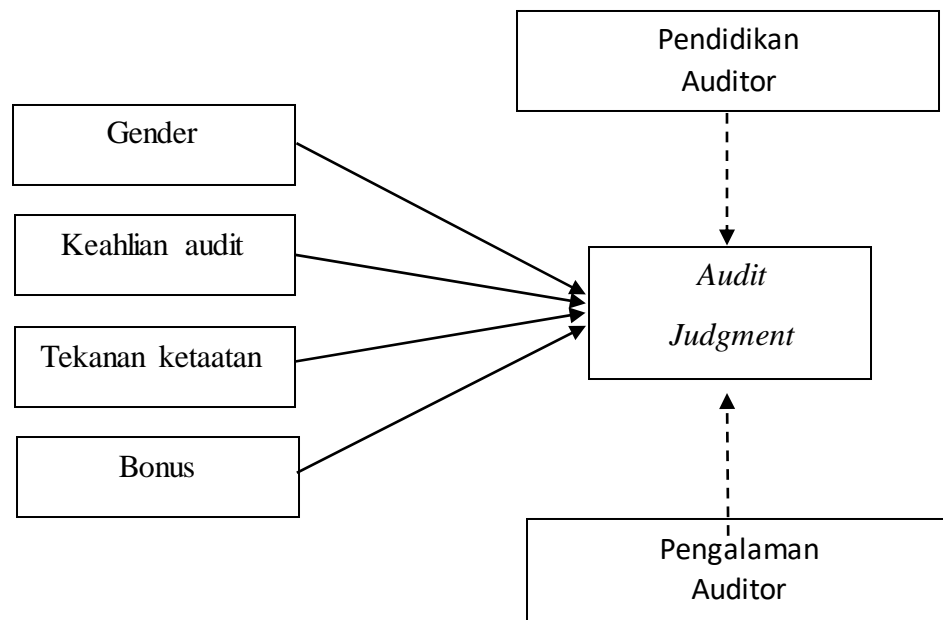 Pendidikan
Auditor
Gender
Keahlian audit
Tekanan ketaatan
Bonus
Audit
Judgment
Pengalaman
Auditor